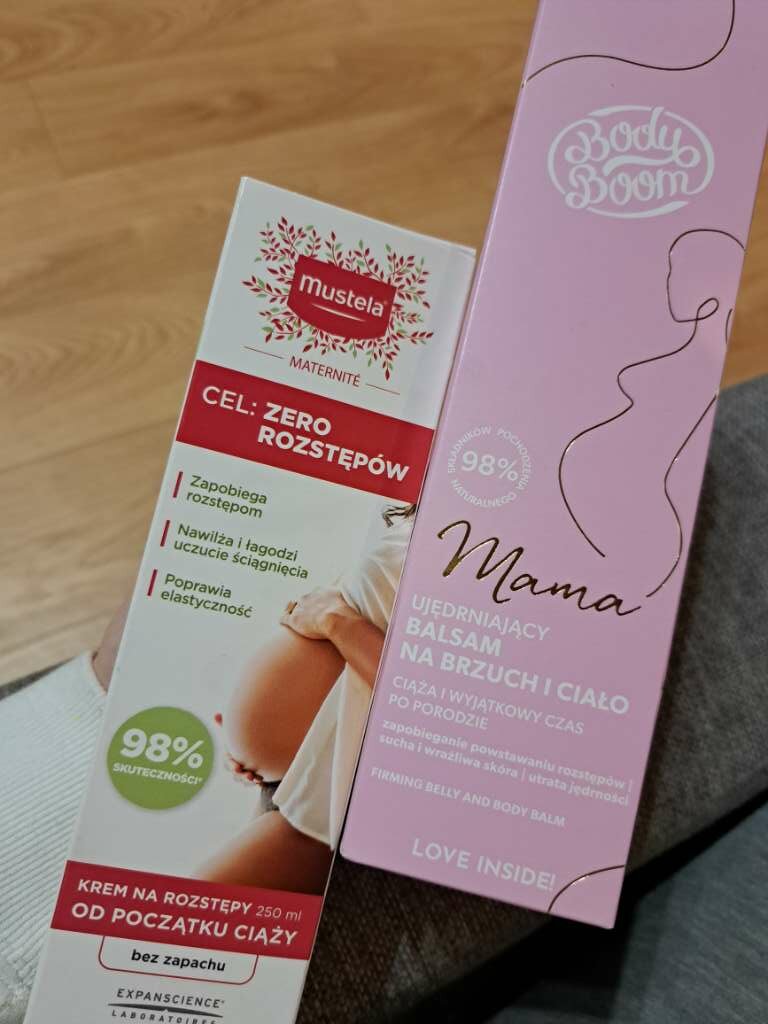 mustela®
MATERNITÉ
CEL: ZERO
ROZSTĘPÓW
Zapobiega
rozstępom
Nawilża i łagodzi
uczucie ściągnięcia
Poprawia
elastyczność
98%
SKUTECZNOŚCI*
KREM NA ROZSTĘPY 250 ml
OD POCZĄTKU CIĄŻY
bez zapachu
EXPANSCIENCE®
LABORATOIRES
Body
Boom
SKŁADNIKÓW POCHODZENIA
98%
NATURALNEGO
Mama
UJĘDRNIAJĄCY
BALSAM
NA BRZUCH I CIAŁO
CIĄŻA I WYJĄTKOWY CZAS
PO PORODZIE
zapobieganie powstawaniu rozstępów |
sucha i wrażliwa skóra | utrata jędrności
FIRMING BELLY AND BODY BALM
LOVE INSIDE!